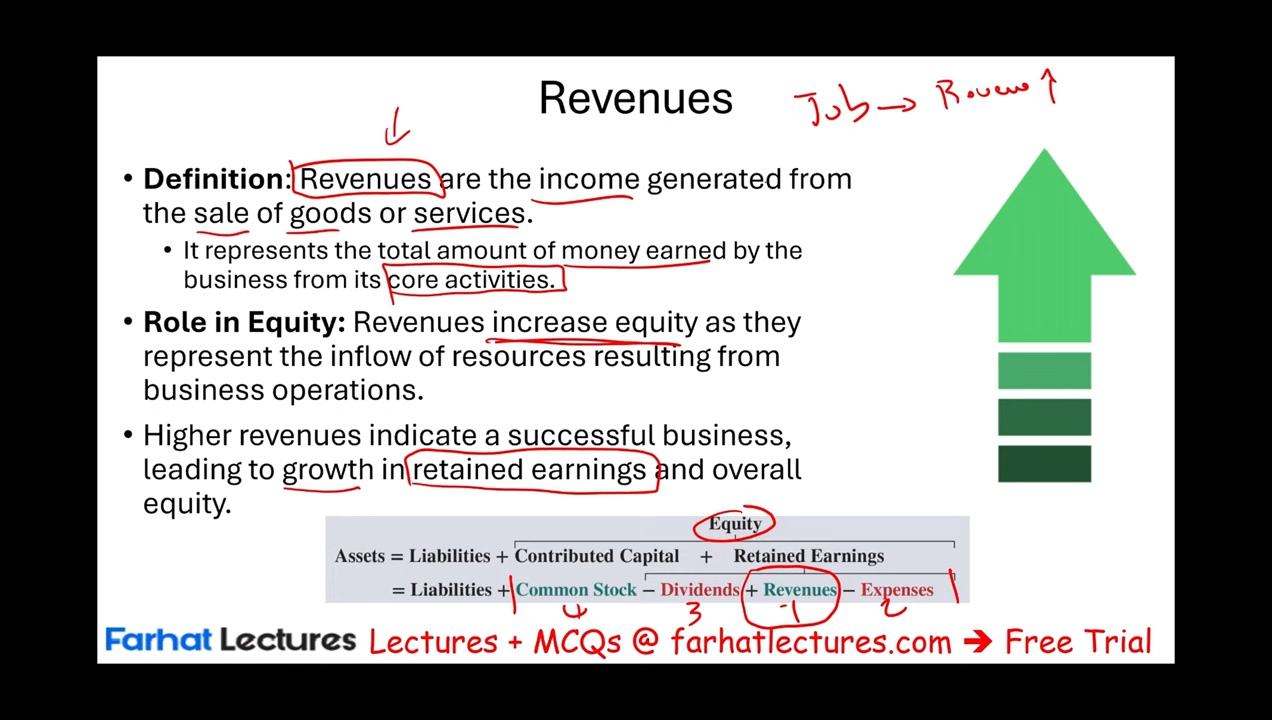 Revenues
Job → Revenue ↑
• Definition: Revenues are the income generated from
the sale of goods or services.
• It represents the total amount of money earned by the
business from its core activities.
• Role in Equity: Revenues increase equity as they
represent the inflow of resources resulting from
business operations.
• Higher revenues indicate a successful business,
leading to growth in retained earnings and overall
equity.
Equity
Assets = Liabilities + Contributed Capital + Retained Earnings
= Liabilities + Common Stock − Dividends + Revenues − Expenses
4 3 1 2
Farhat Lectures Lectures + MCQs @ farhatlectures.com → Free Trial